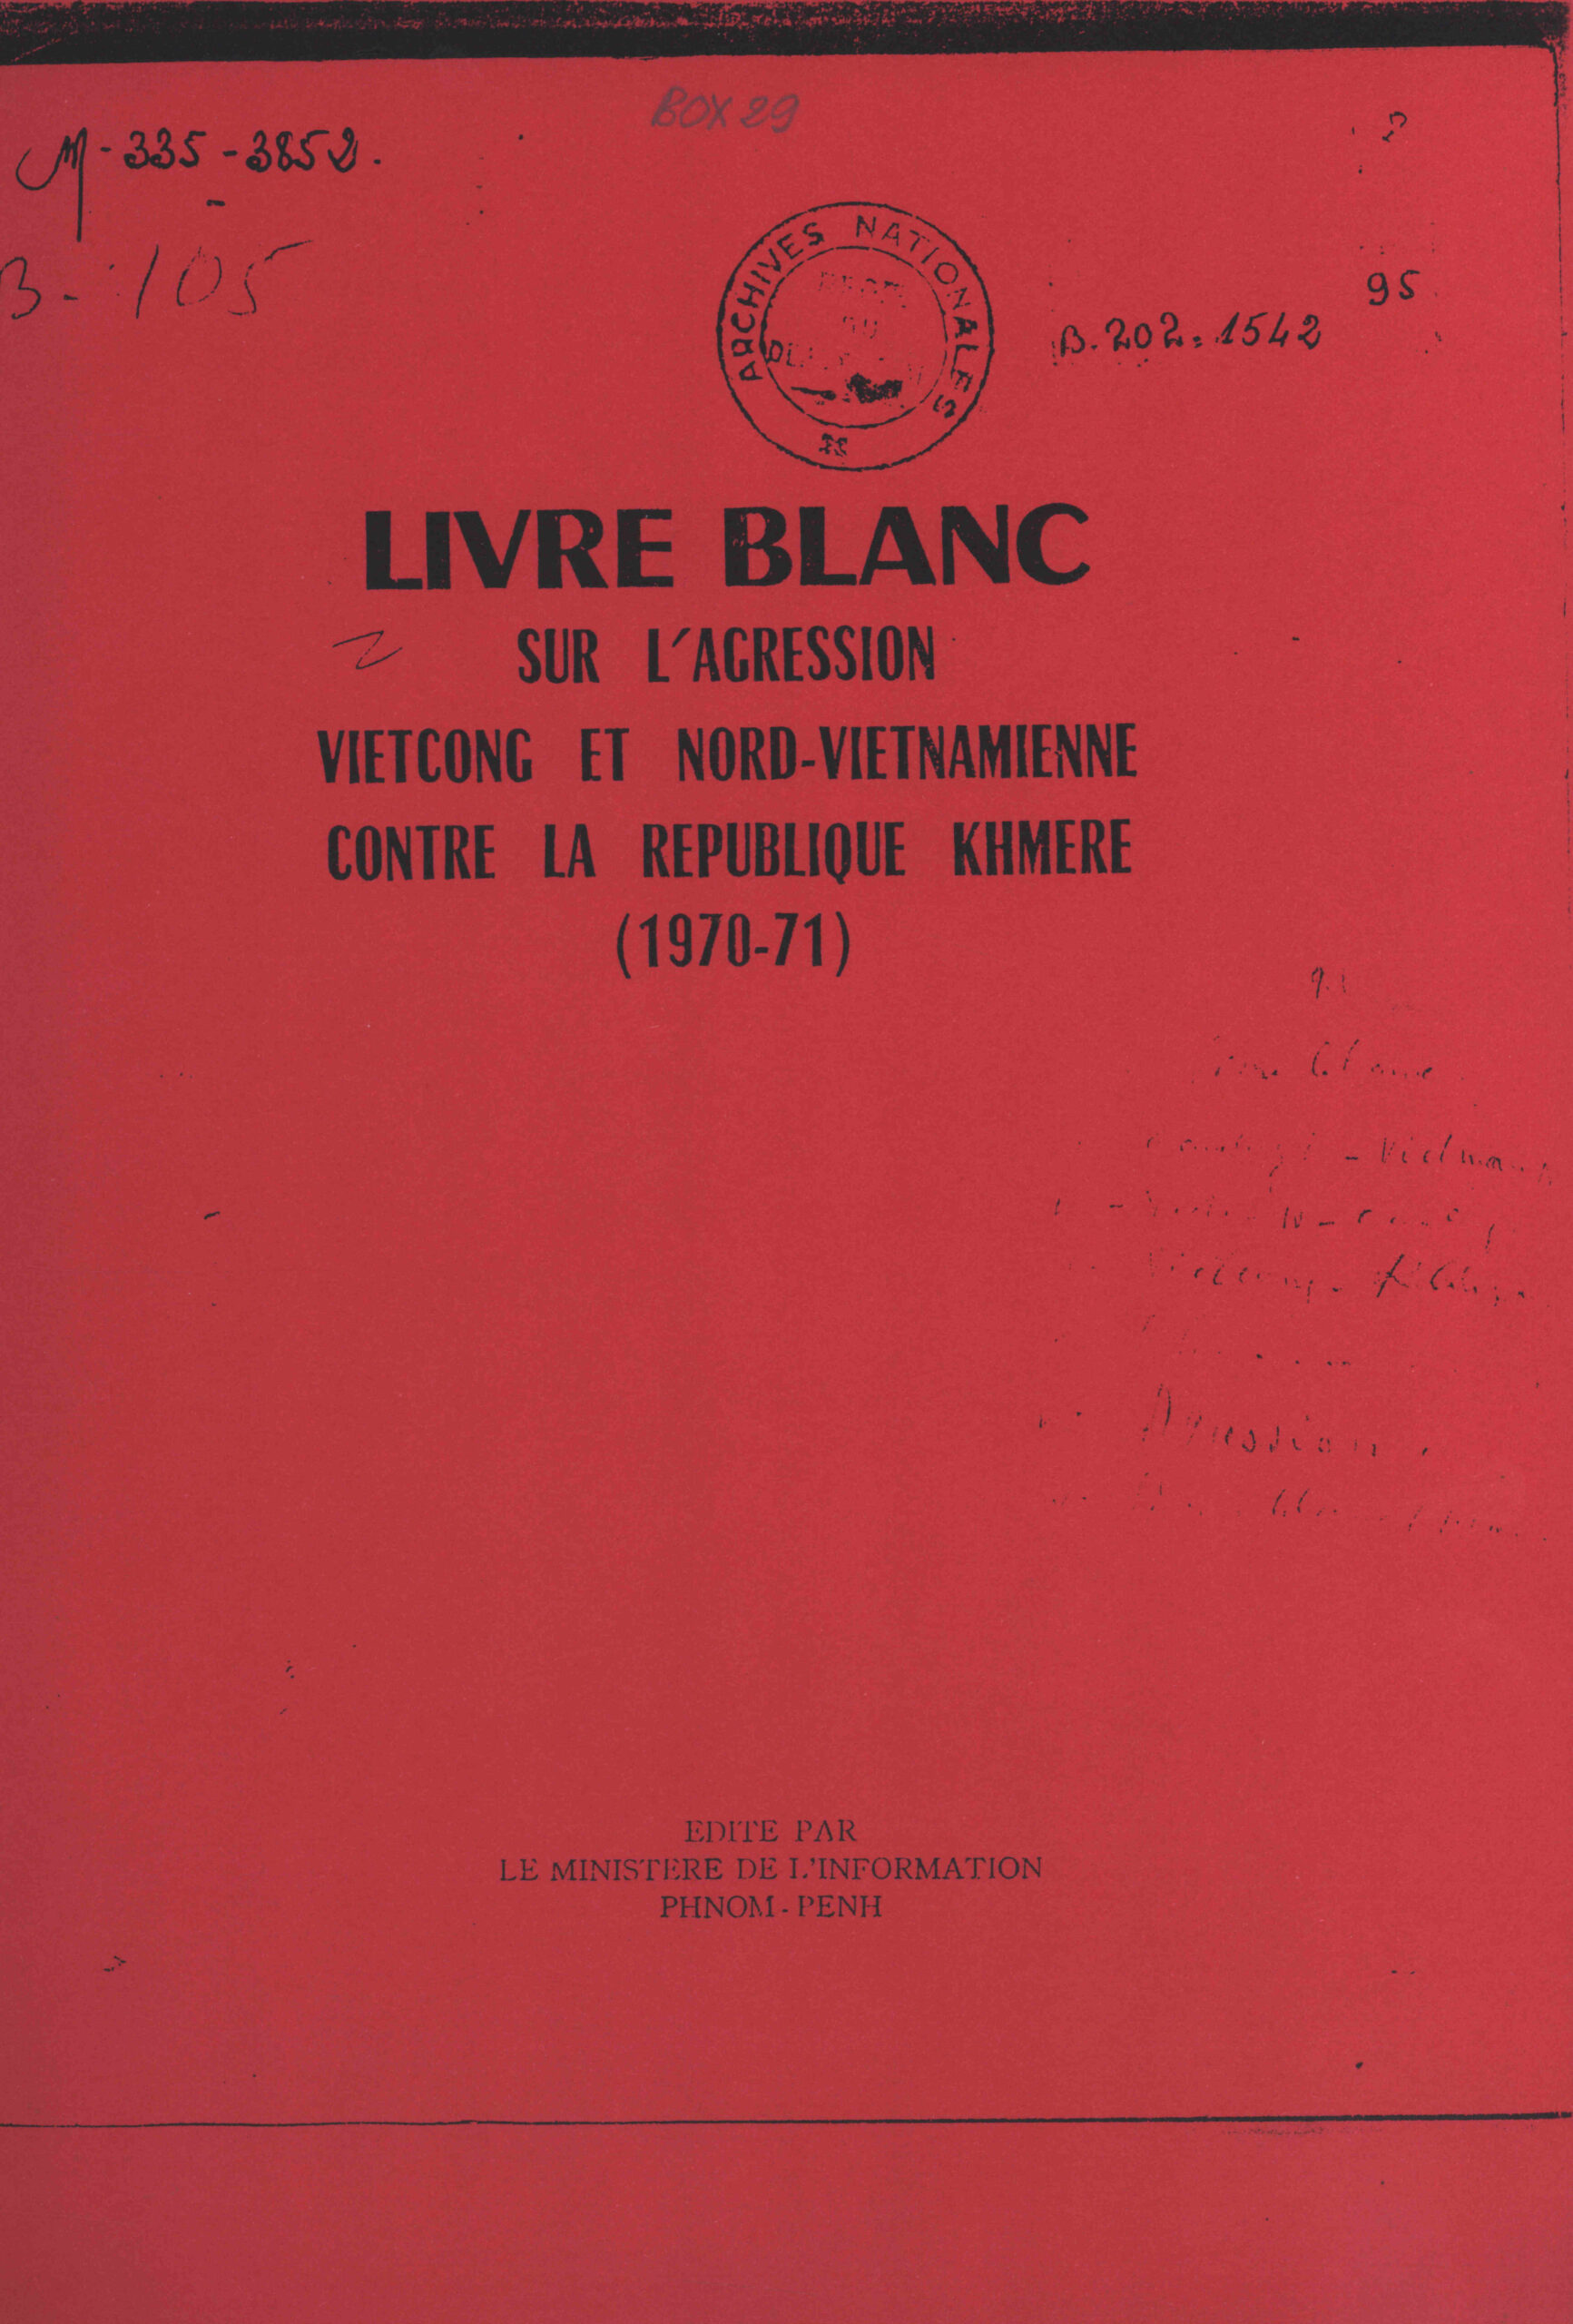 BOX 29
M-335-3852.
B-105
ARCHIVES NATIONALES
95
B.202.1542
LIVRE BLANC
SUR L'AGRESSION
VIETCONG ET NORD-VIETNAMIENNE
CONTRE LA REPUBLIQUE KHMERE
(1970-71)
Agression
EDITE PAR
LE MINISTERE DE L'INFORMATION
PHNOM-PENH